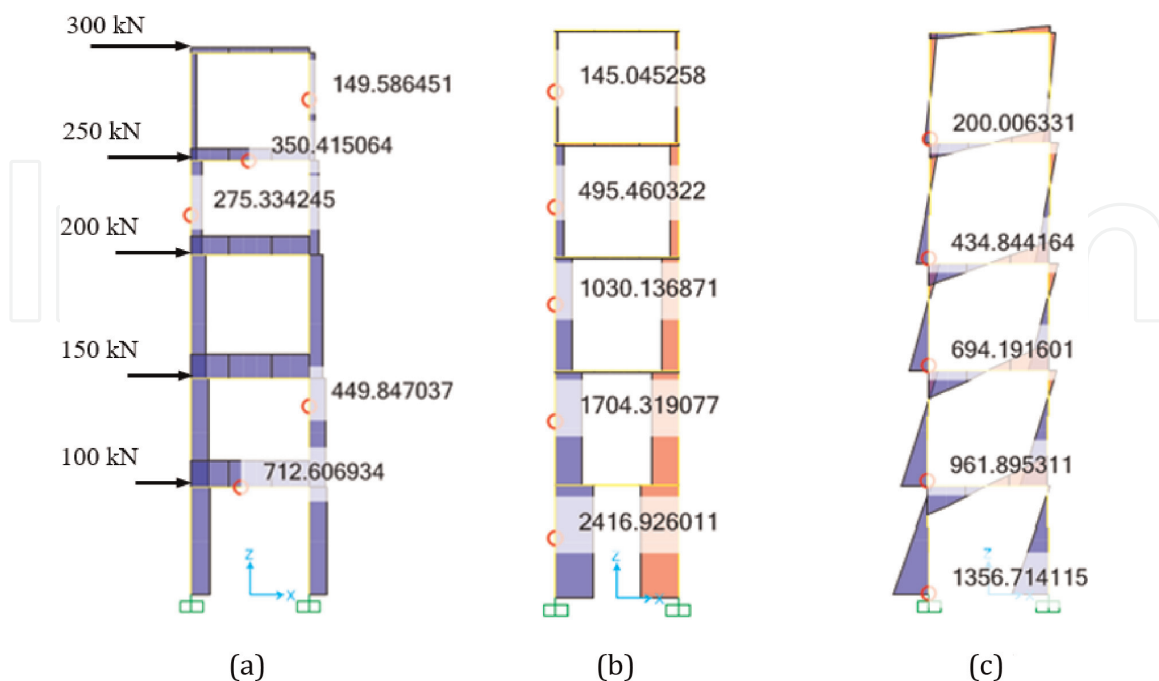 300 kN
149.586451
250 kN
350.415064
275.334245
200 kN
150 kN
449.847037
100 kN
712.606934
Z
X
(a)
145.045258
495.460322
1030.136871
1704.319077
2416.926011
Z
X
(b)
200.006331
434.844164
694.191601
961.895311
1356.714115
Z
X
(c)